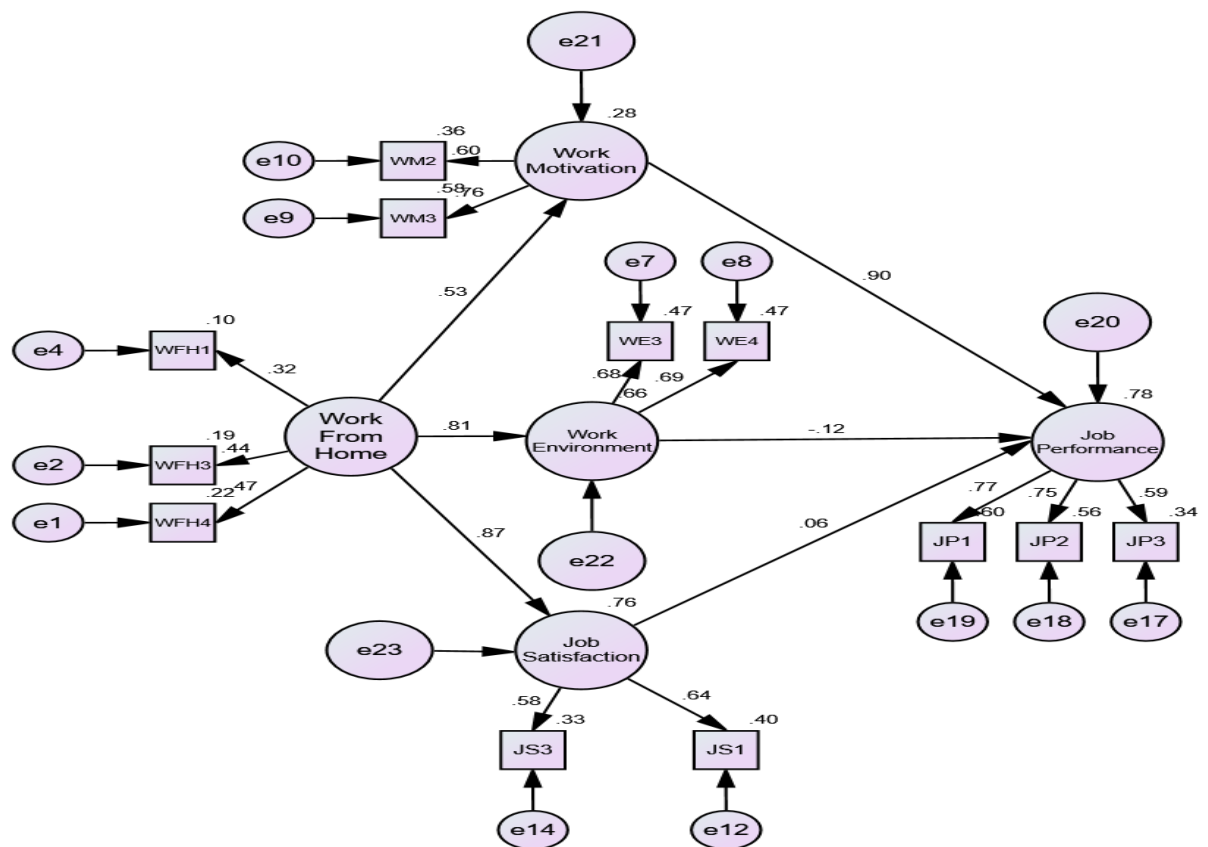 e21
.28
Work
Motivation
.36
.60
e10
WM2
.58
.76
e9
WM3
.53
e7
e8
.47
.47
WE3
WE4
.90
e20
.10
e4
WFH1
.32
.68
.66
.69
.78
Work
From
Home
.81
Work
Environment
-.12
Job
Performance
.19
.44
e2
WFH3
.22
.47
e1
WFH4
.77
.75
.59
.60
.56
.34
JP1
JP2
JP3
.87
.06
e22
.76
e19
e18
e17
e23
Job
Satisfaction
.58
.64
.33
.40
JS3
JS1
e14
e12